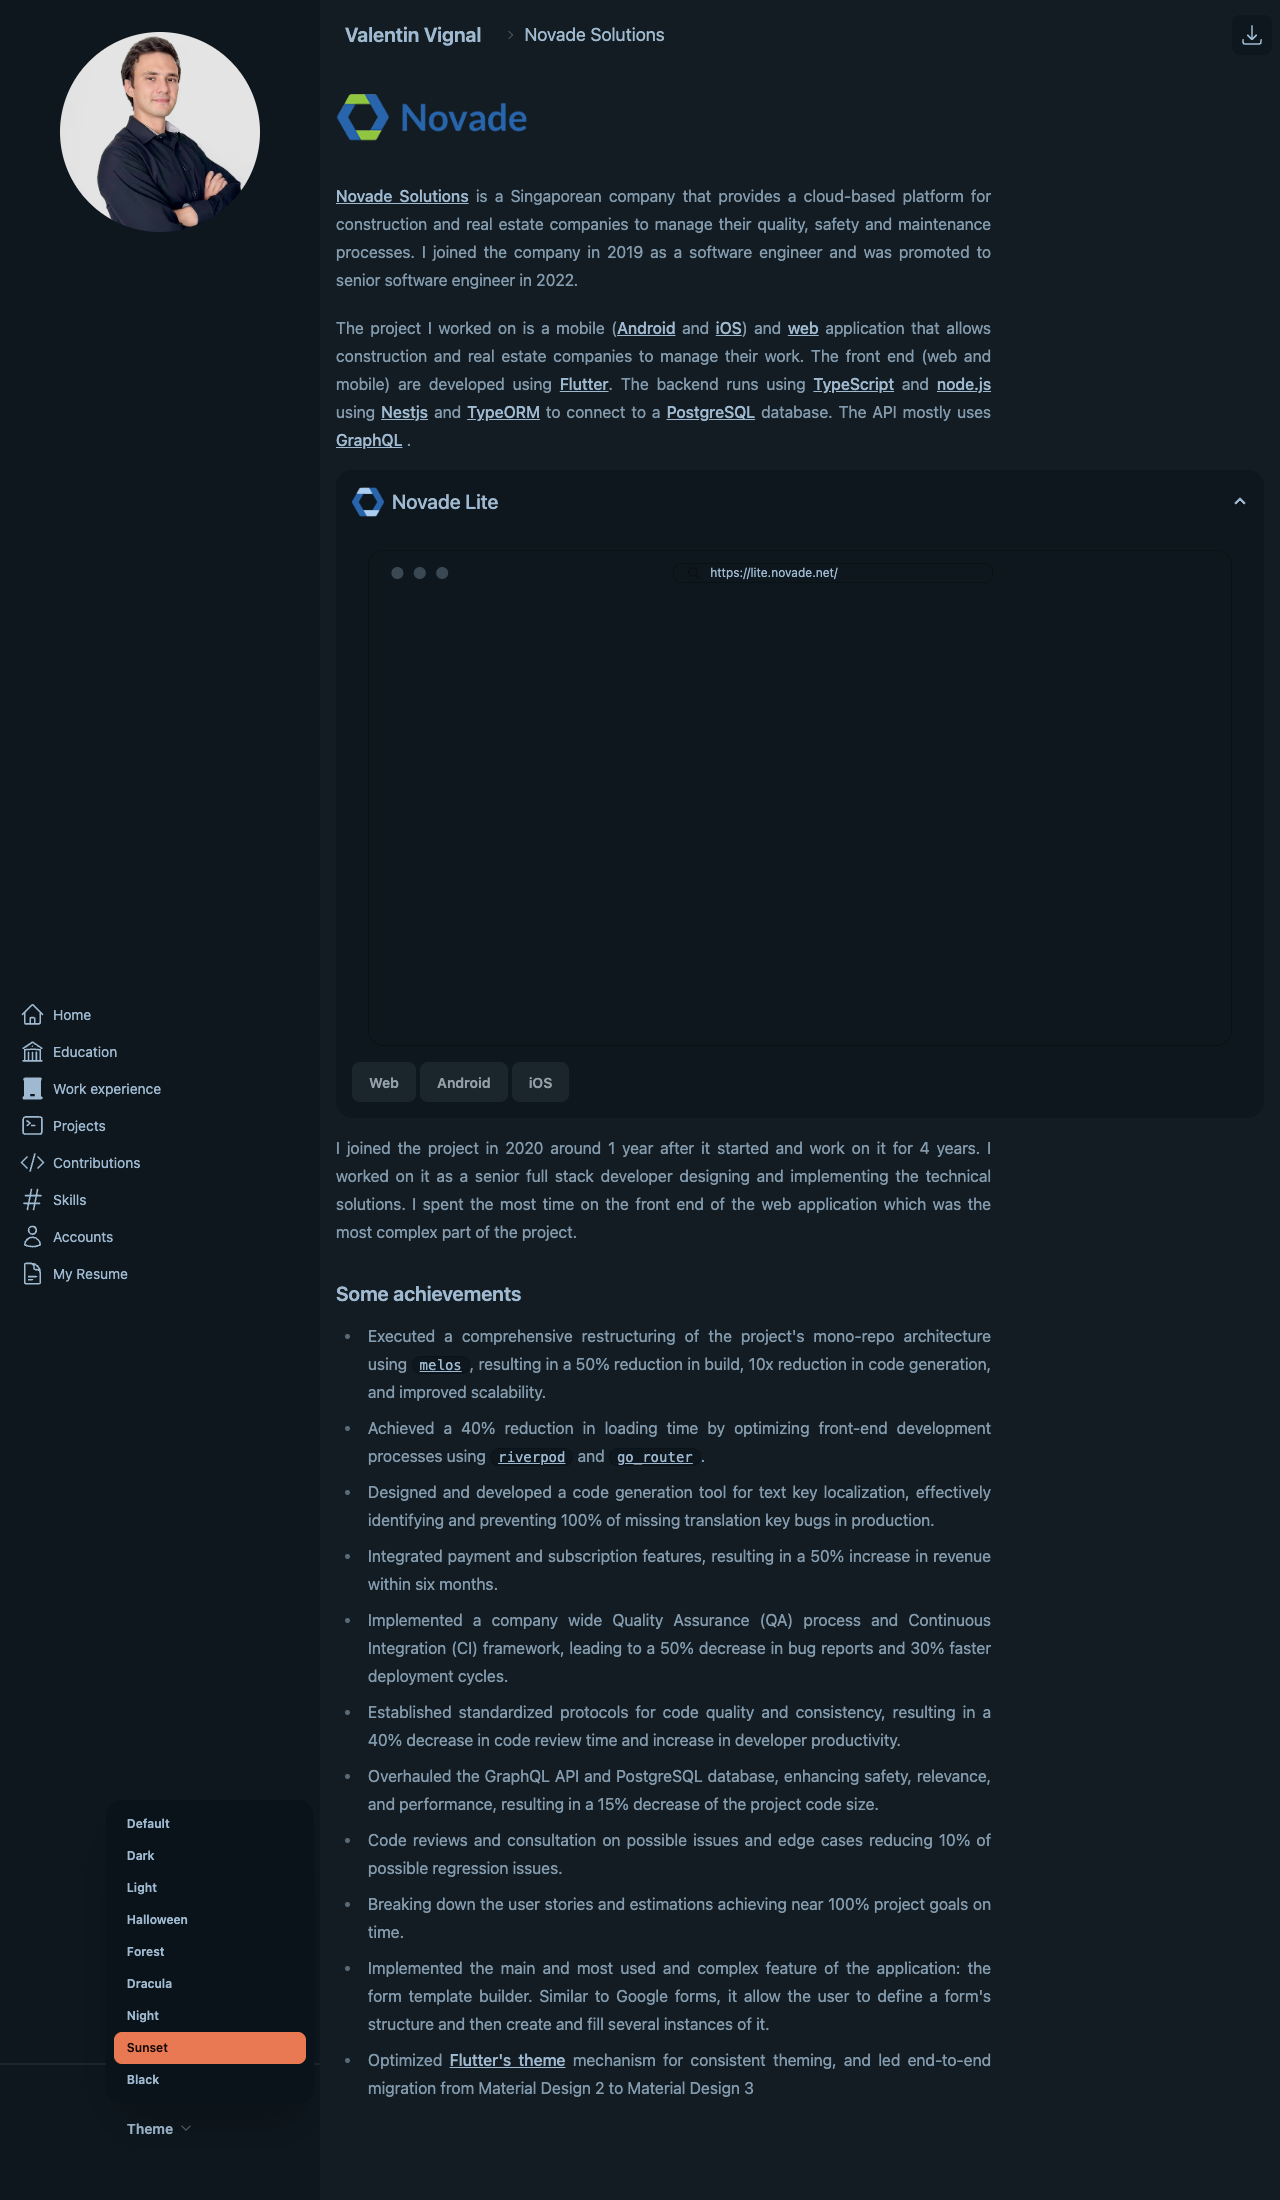 Valentin Vignal
Novade Solutions
Novade
Novade Solutions is a Singaporean company that provides a cloud-based platform for
construction and real estate companies to manage their quality, safety and maintenance
processes. I joined the company in 2019 as a software engineer and was promoted to
senior software engineer in 2022.
The project I worked on is a mobile (Android and iOS) and web application that allows
construction and real estate companies to manage their work. The front end (web and
mobile) are developed using Flutter. The backend runs using TypeScript and node.js
using Nestjs and TypeORM to connect to a PostgreSQL database. The API mostly uses
GraphQL .
Novade Lite
https://lite.novade.net/
Web
Android
iOS
I joined the project in 2020 around 1 year after it started and work on it for 4 years. I
worked on it as a senior full stack developer designing and implementing the technical
solutions. I spent the most time on the front end of the web application which was the
most complex part of the project.
Some achievements
Executed a comprehensive restructuring of the project's mono-repo architecture
using melos , resulting in a 50% reduction in build, 10x reduction in code generation,
and improved scalability.
Achieved a 40% reduction in loading time by optimizing front-end development
processes using riverpod and go_router .
Designed and developed a code generation tool for text key localization, effectively
identifying and preventing 100% of missing translation key bugs in production.
Integrated payment and subscription features, resulting in a 50% increase in revenue
within six months.
Implemented a company wide Quality Assurance (QA) process and Continuous
Integration (CI) framework, leading to a 50% decrease in bug reports and 30% faster
deployment cycles.
Established standardized protocols for code quality and consistency, resulting in a
40% decrease in code review time and increase in developer productivity.
Overhauled the GraphQL API and PostgreSQL database, enhancing safety, relevance,
and performance, resulting in a 15% decrease of the project code size.
Code reviews and consultation on possible issues and edge cases reducing 10% of
possible regression issues.
Breaking down the user stories and estimations achieving near 100% project goals on
time.
Implemented the main and most used and complex feature of the application: the
form template builder. Similar to Google forms, it allow the user to define a form's
structure and then create and fill several instances of it.
Optimized Flutter's theme mechanism for consistent theming, and led end-to-end
migration from Material Design 2 to Material Design 3
Home
Education
Work experience
Projects
Contributions
Skills
Accounts
My Resume
Default
Dark
Light
Halloween
Forest
Dracula
Night
Sunset
Black
Theme